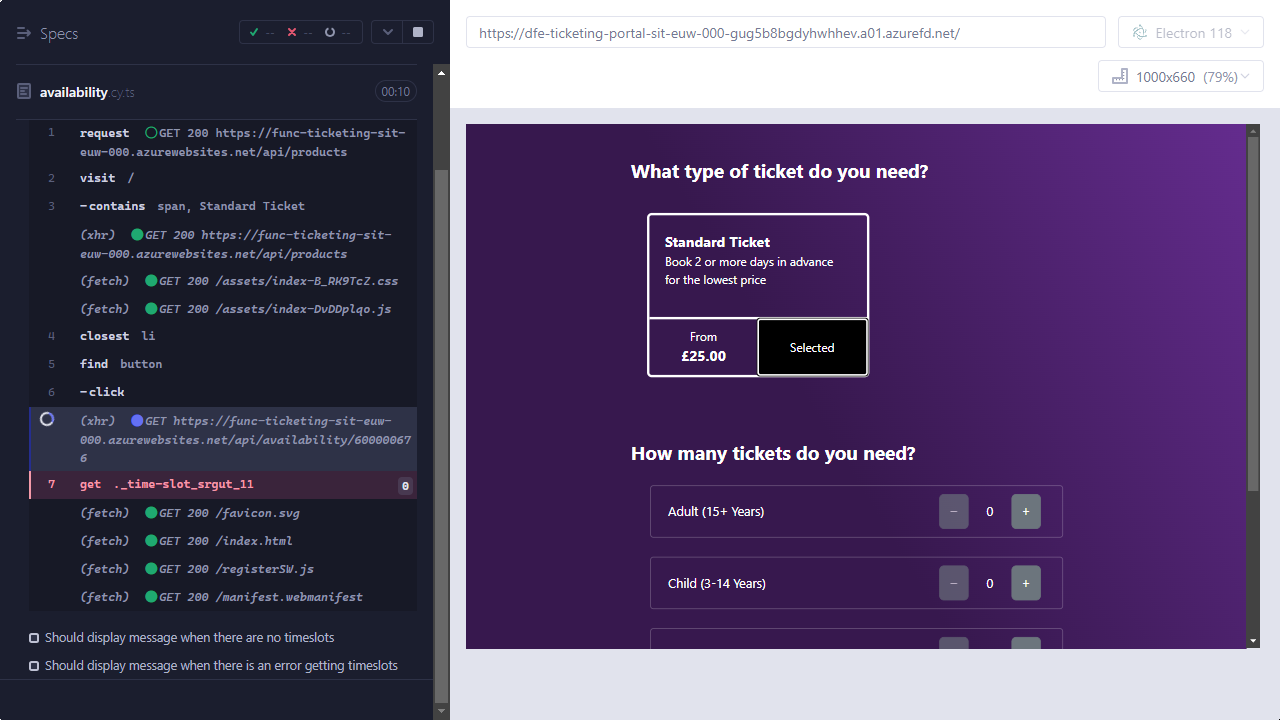 Specs
-- -- --
availability.cy.ts
00:10
1 request GET 200 https://func-ticketing-sit-
euw-000.azurewebsites.net/api/products
2 visit /
3 -contains span, Standard Ticket
(xhr) GET 200 https://func-ticketing-sit-
euw-000.azurewebsites.net/api/products
(fetch) GET 200 /assets/index-B_RK9TcZ.css
(fetch) GET 200 /assets/index-DvDDplqo.js
4 closest li
5 find button
6 -click
(xhr) GET https://func-ticketing-sit-euw-
000.azurewebsites.net/api/availability/60000067
6
7 get ._time-slot_srgut_11 0
(fetch) GET 200 /favicon.svg
(fetch) GET 200 /index.html
(fetch) GET 200 /registerSW.js
(fetch) GET 200 /manifest.webmanifest
Should display message when there are no timeslots
Should display message when there is an error getting timeslots
https://dfe-ticketing-portal-sit-euw-000-gug5b8bgdyhwhhev.a01.azurefd.net/
Electron 118
1000x660 (79%)
What type of ticket do you need?
Standard Ticket
Book 2 or more days in advance
for the lowest price
From
£25.00
Selected
How many tickets do you need?
Adult (15+ Years) − 0 +
Child (3-14 Years) − 0 +